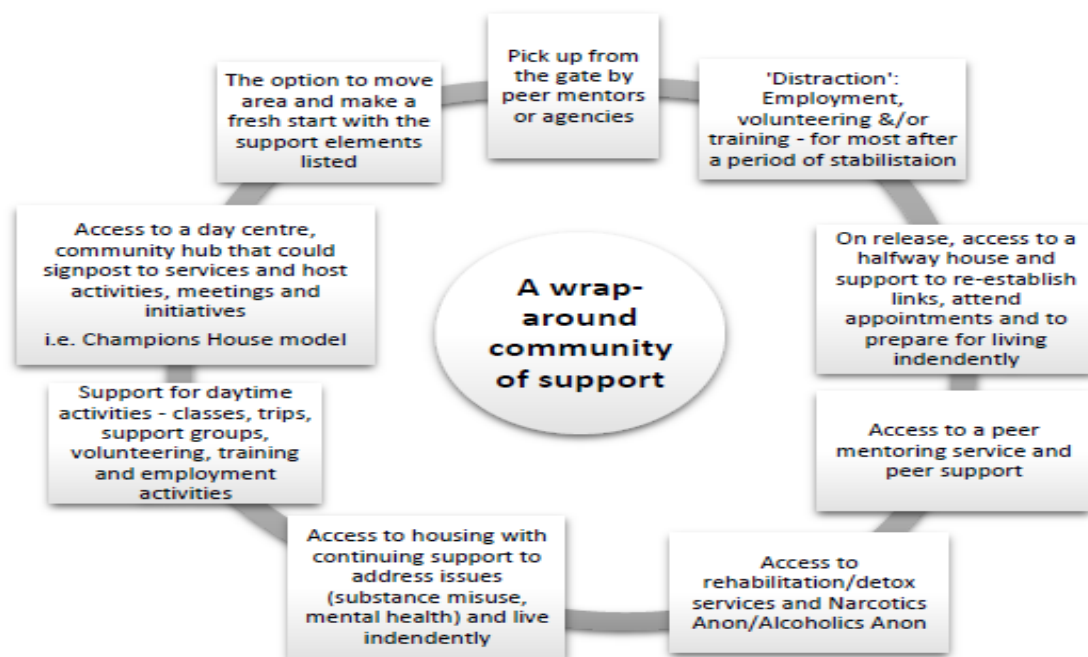 Pick up from
the gate by
peer mentors
or agencies
'Distraction':
Employment,
volunteering &/or
training - for most after
a period of stabilistaion
On release, access to a
halfway house and
support to re-establish
links, attend
appointments and to
prepare for living
indendently
Access to a peer
mentoring service and
peer support
Access to
rehabilitation/detox
services and Narcotics
Anon/Alcoholics Anon
Access to housing with
continuing support to
address issues
(substance misuse,
mental health) and live
indendently
Support for daytime
activities - classes, trips,
support groups,
volunteering, training
and employment
activities
Access to a day centre,
community hub that could
signpost to services and host
activities, meetings and
initiatives
i.e. Champions House model
The option to move
area and make a
fresh start with the
support elements
listed
A wrap-
around
community
of support